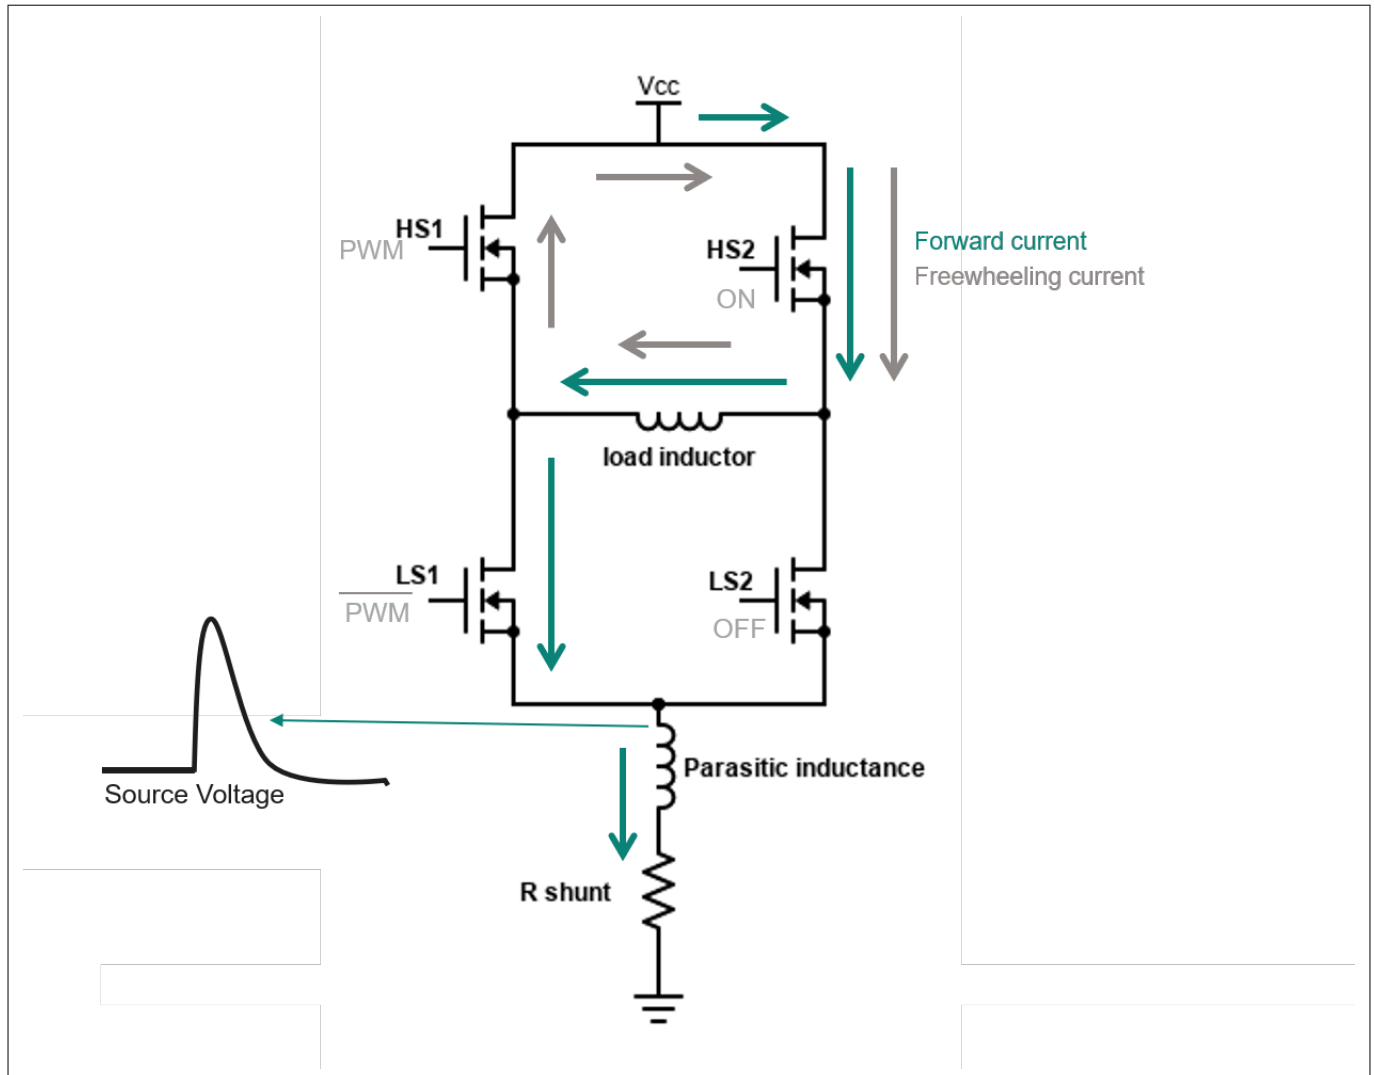 Vcc
HS1
PWM
HS2
ON
Forward current
Freewheeling current
load inductor
LS1
PWM
LS2
OFF
Source Voltage
Parasitic inductance
R shunt